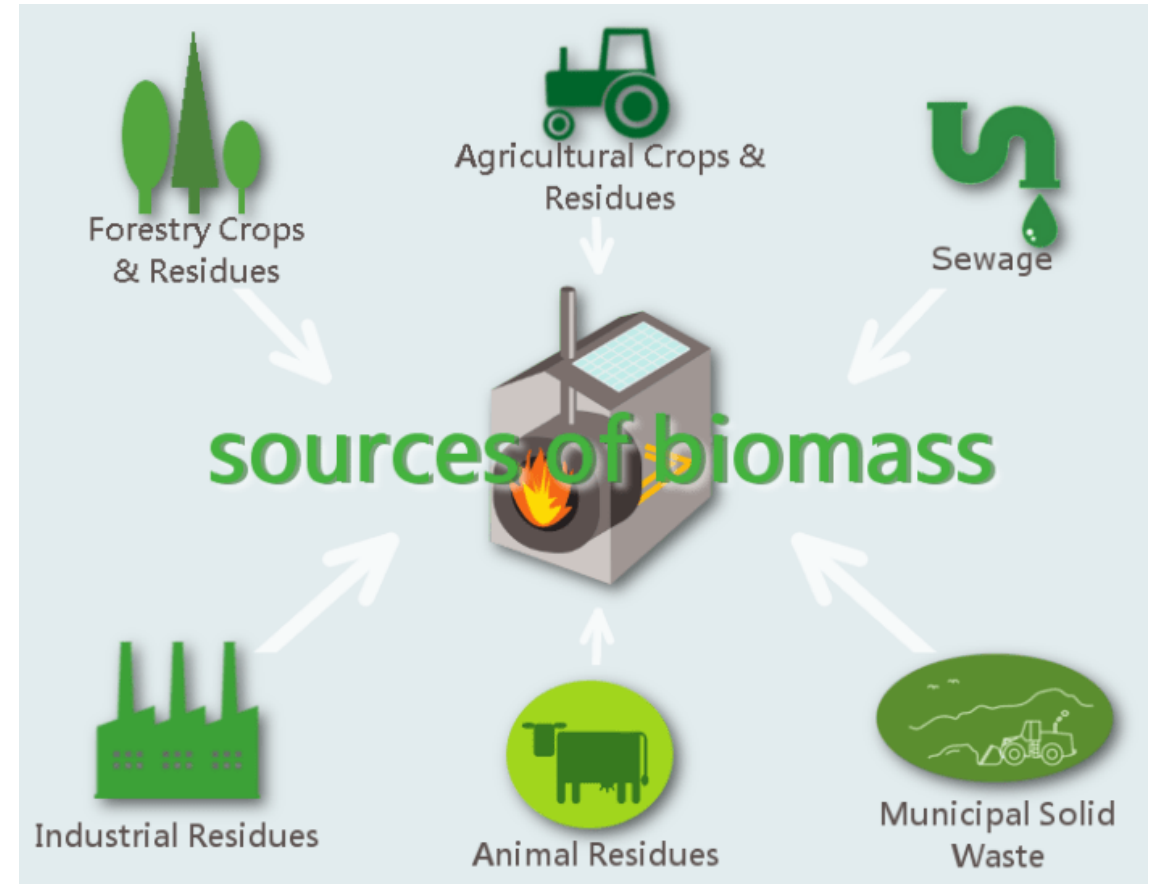 Agricultural Crops &
Residues
Forestry Crops
& Residues
Sewage
sources of biomass
Industrial Residues
Animal Residues
Municipal Solid
Waste